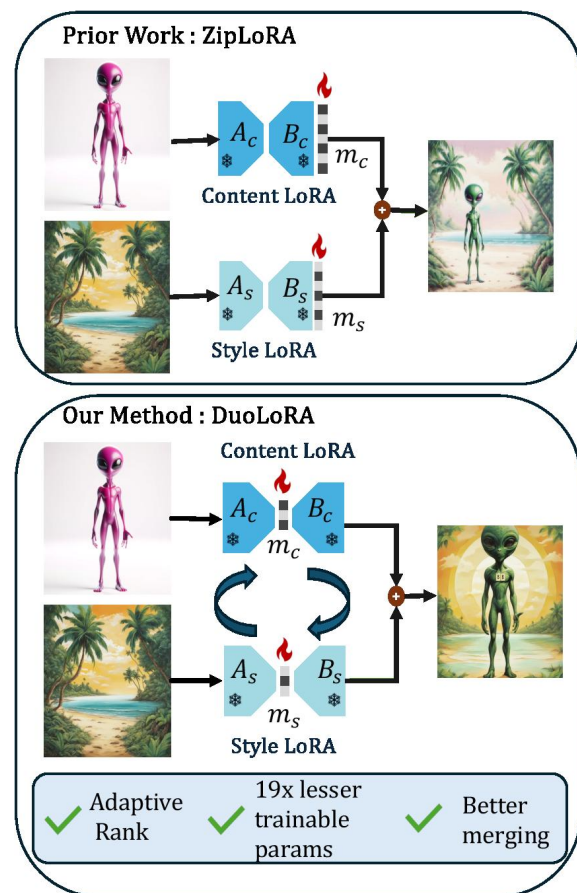 Prior Work : ZipLoRA
A_c B_c
m_c
Content LoRA
A_s B_s
m_s
Style LoRA
Our Method : DuoLoRA
Content LoRA
A_c B_c
m_c
A_s B_s
m_s
Style LoRA
Adaptive
Rank
19x lesser
trainable
params
Better
merging